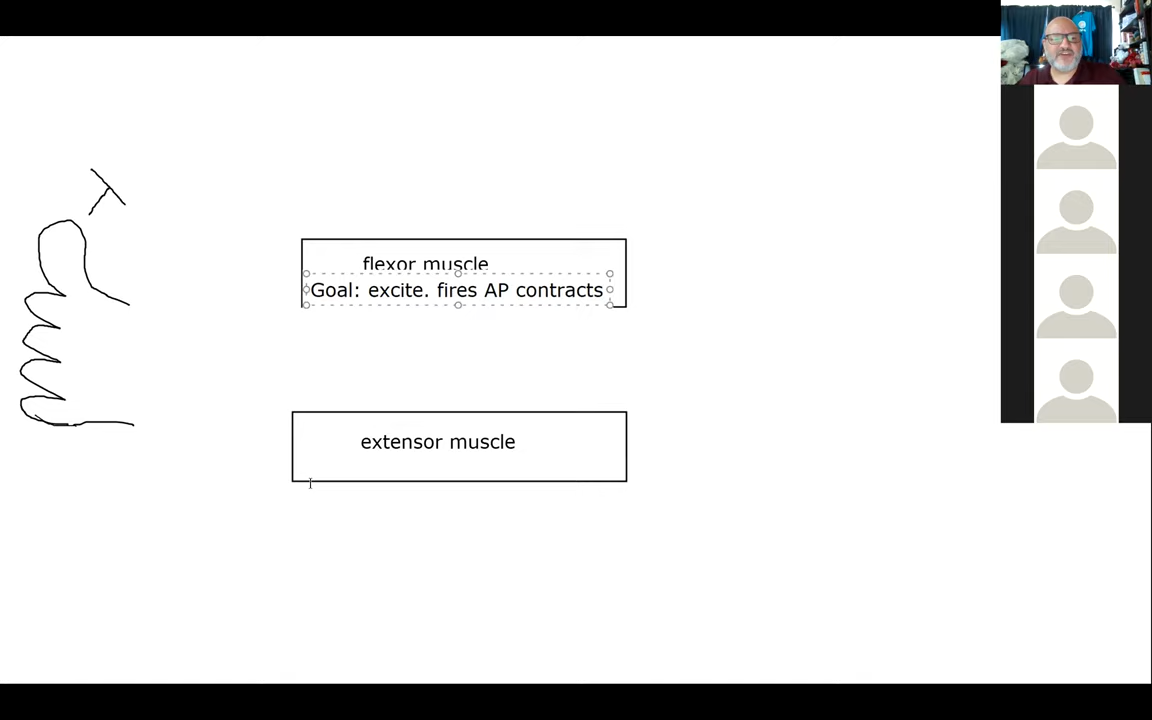 flexor muscle
Goal: excite. fires AP contracts
extensor muscle